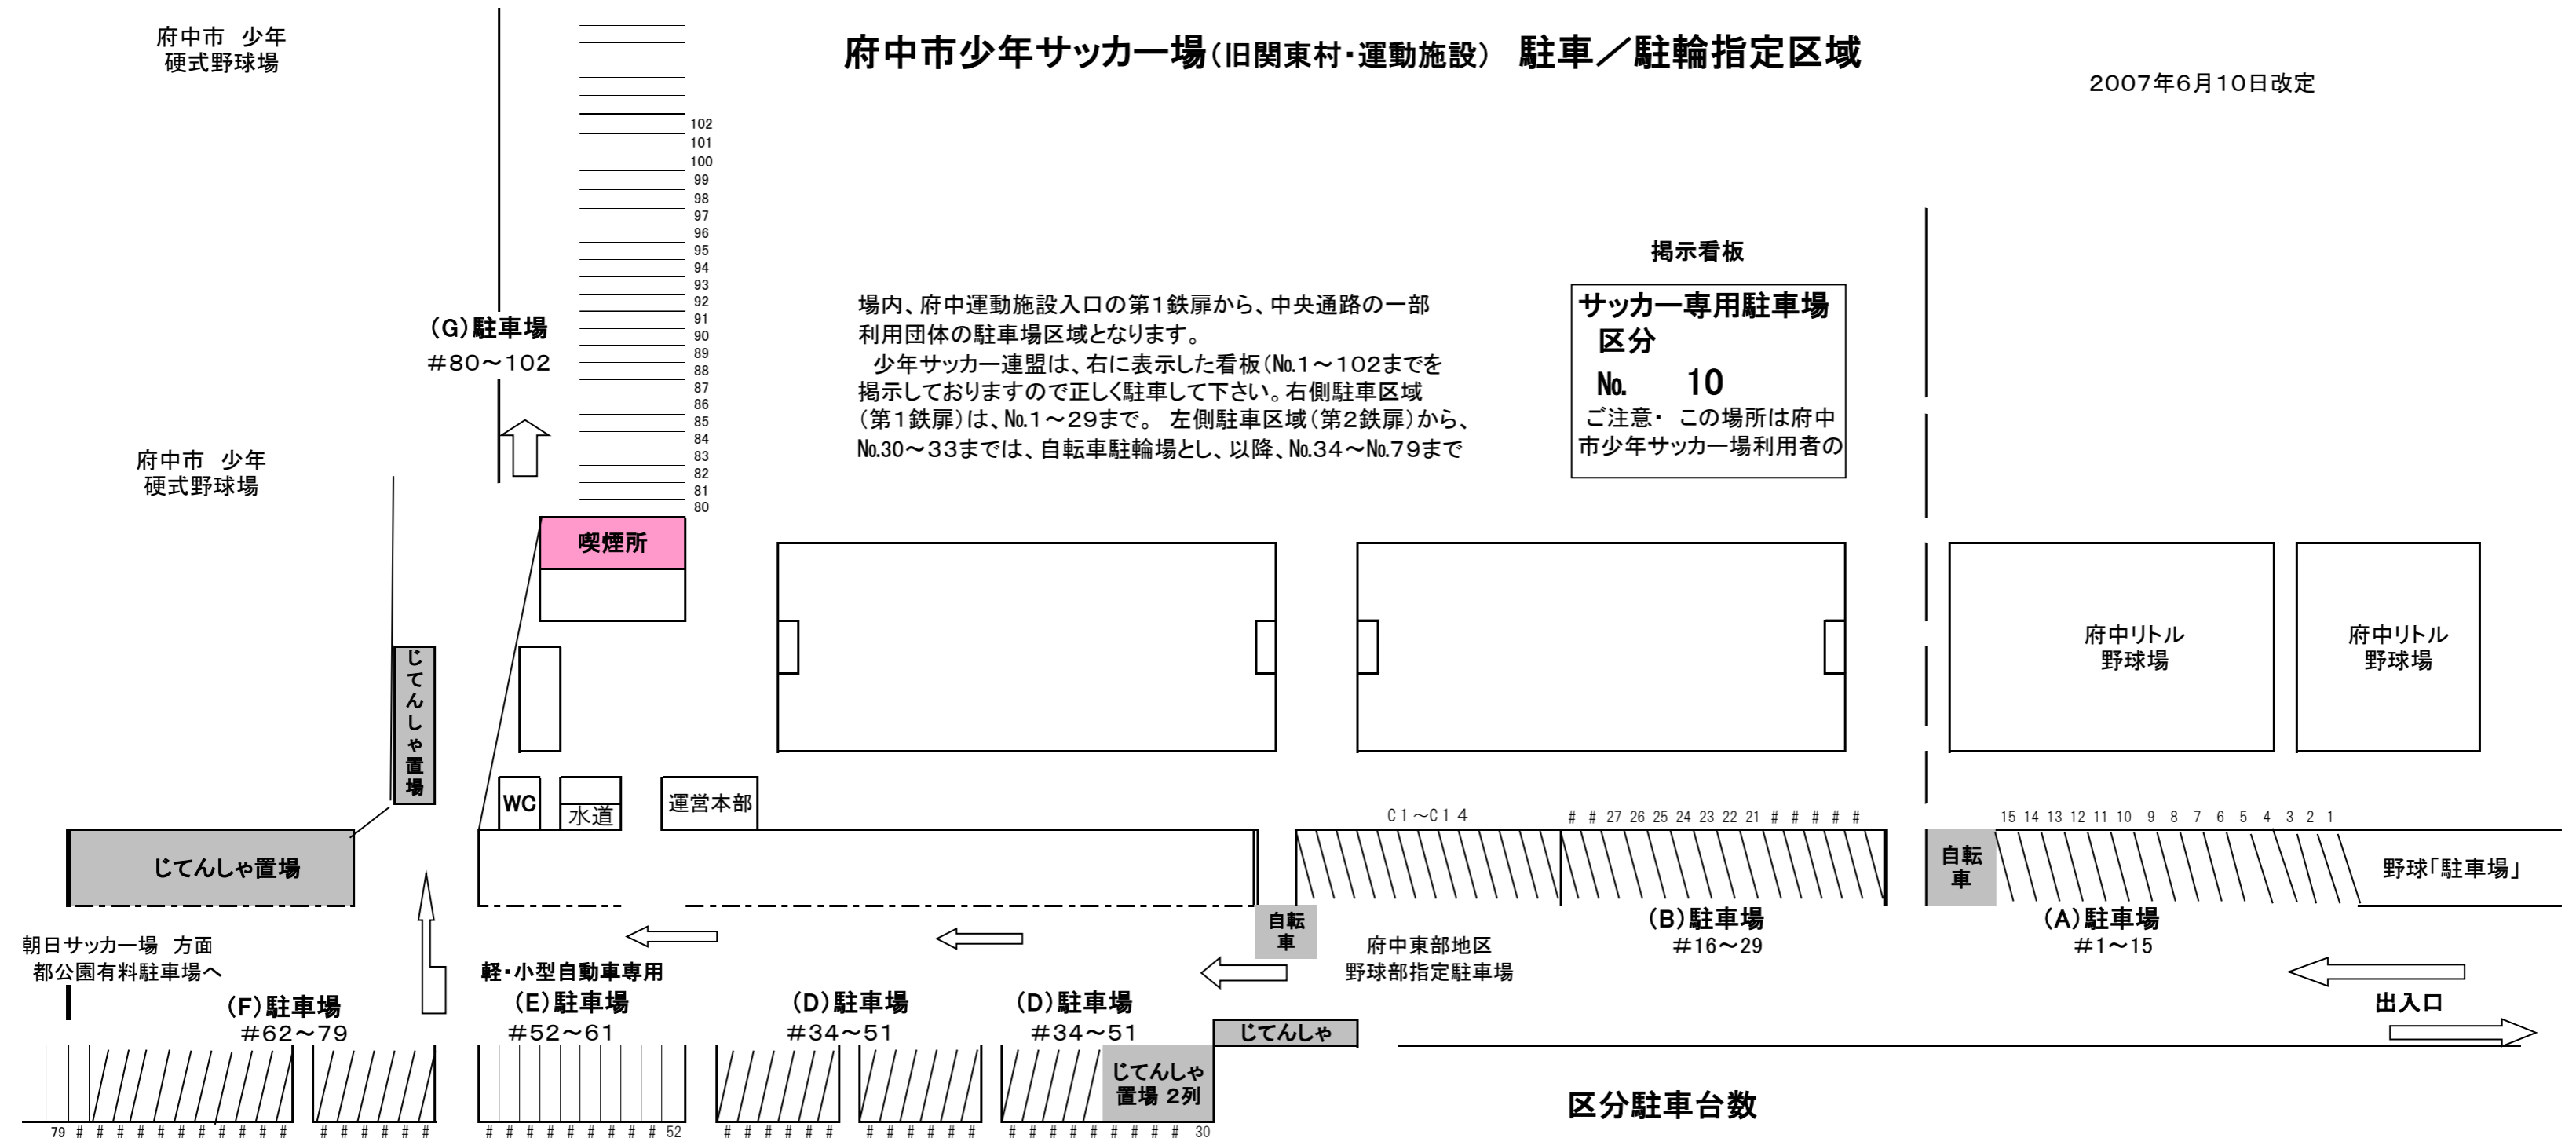 府中市　少年
硬式野球場
府中市少年サッカー場（旧関東村・運動施設）　駐車／駐輪指定区域
2007年6月10日改定
102
101
100
99
98
97
96
95
94
93
92
91
90
89
88
87
86
85
84
83
82
81
80
（G）駐車場
＃80～102
場内、府中運動施設入口の第1鉄扉から、中央通路の一部
利用団体の駐車場区域となります。
　少年サッカー連盟は、右に表示した看板（№1～102までを
掲示しておりますので正しく駐車して下さい。右側駐車区域
（第1鉄扉）は、№1～29まで。 左側駐車区域（第2鉄扉）から、
№30～33までは、自転車駐輪場とし、以降、№34～№79まで
掲示看板
サッカー専用駐車場
区分
№　10
ご注意・ この場所は府中
市少年サッカー場利用者の
府中市　少年
硬式野球場
喫煙所
府中リトル
野球場
府中リトル
野球場
じてんしゃ置場
WC
水道
運営本部
C1～C14
# # 27 26 25 24 23 22 21 # # # # #
15 14 13 12 11 10 9 8 7 6 5 4 3 2 1
じてんしゃ置場
自転
車
野球「駐車場」
自転
車
（B）駐車場
＃16～29
（A）駐車場
＃1～15
朝日サッカー場　方面
都公園有料駐車場へ
府中東部地区
野球部指定駐車場
軽・小型自動車専用
（F）駐車場
＃62～79
（E）駐車場
＃52～61
（D）駐車場
＃34～51
（D）駐車場
＃34～51
出入口
じてんしゃ
じてんしゃ
置場 2列
区分駐車台数
79 # # # # # # # # # # #
# # # # # #
# # # # # # # # # 52
# # # # # #
# # # # # #
# # # # # # # # # 30